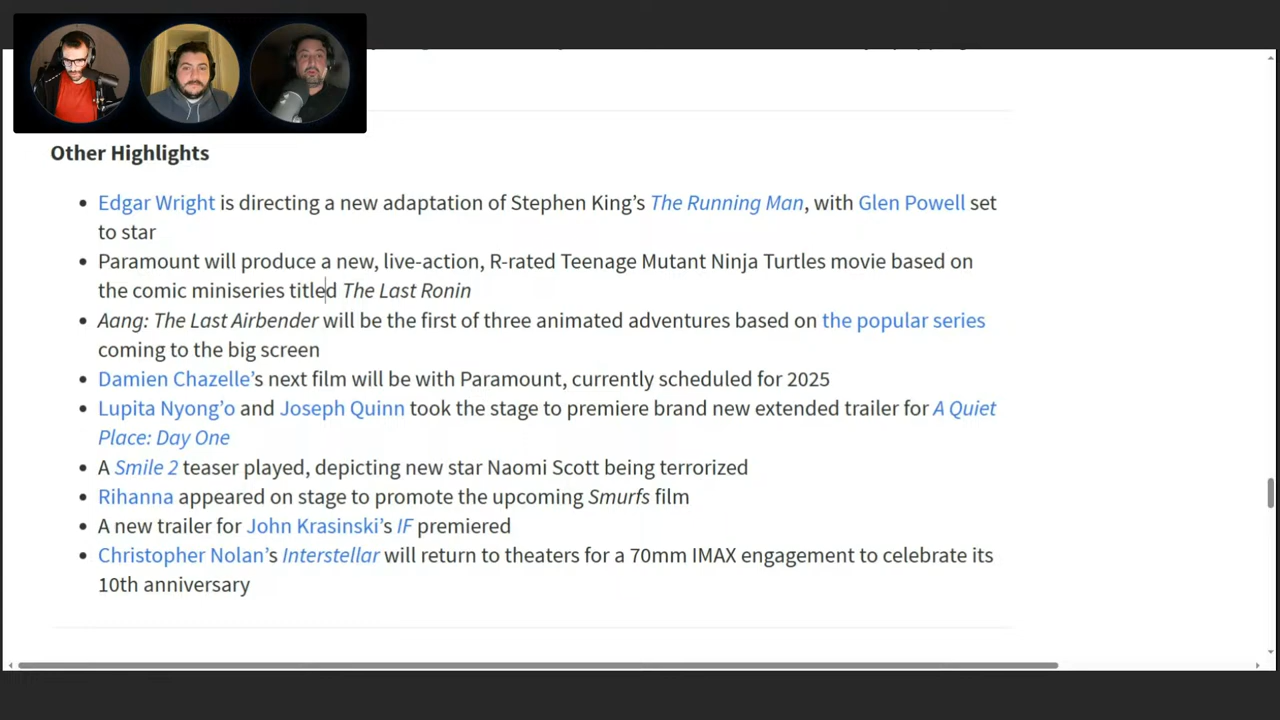 Other Highlights
• Edgar Wright is directing a new adaptation of Stephen King’s The Running Man, with Glen Powell set
to star
• Paramount will produce a new, live-action, R-rated Teenage Mutant Ninja Turtles movie based on
the comic miniseries titled The Last Ronin
• Aang: The Last Airbender will be the first of three animated adventures based on the popular series
coming to the big screen
• Damien Chazelle’s next film will be with Paramount, currently scheduled for 2025
• Lupita Nyong’o and Joseph Quinn took the stage to premiere brand new extended trailer for A Quiet
Place: Day One
• A Smile 2 teaser played, depicting new star Naomi Scott being terrorized
• Rihanna appeared on stage to promote the upcoming Smurfs film
• A new trailer for John Krasinski’s IF premiered
• Christopher Nolan’s Interstellar will return to theaters for a 70mm IMAX engagement to celebrate its
10th anniversary